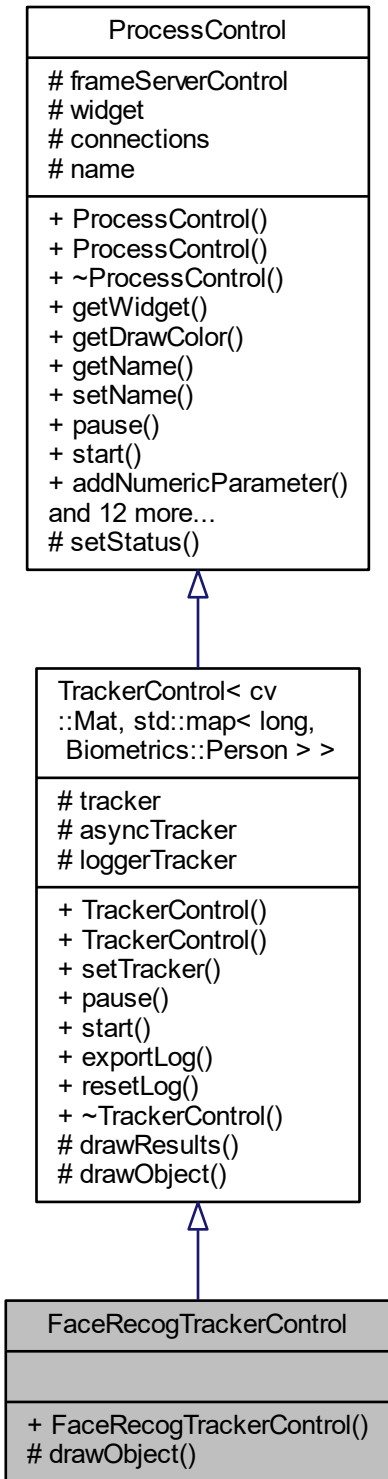 ProcessControl
# frameServerControl
# widget
# connections
# name
+ ProcessControl()
+ ProcessControl()
+ ~ProcessControl()
+ getWidget()
+ getDrawColor()
+ getName()
+ setName()
+ pause()
+ start()
+ addNumericParameter()
and 12 more...
# setStatus()
TrackerControl< cv
::Mat, std::map< long,
Biometrics::Person > >
# tracker
# asyncTracker
# loggerTracker
+ TrackerControl()
+ TrackerControl()
+ setTracker()
+ pause()
+ start()
+ exportLog()
+ resetLog()
+ ~TrackerControl()
# drawResults()
# drawObject()
FaceRecogTrackerControl
+ FaceRecogTrackerControl()
# drawObject()